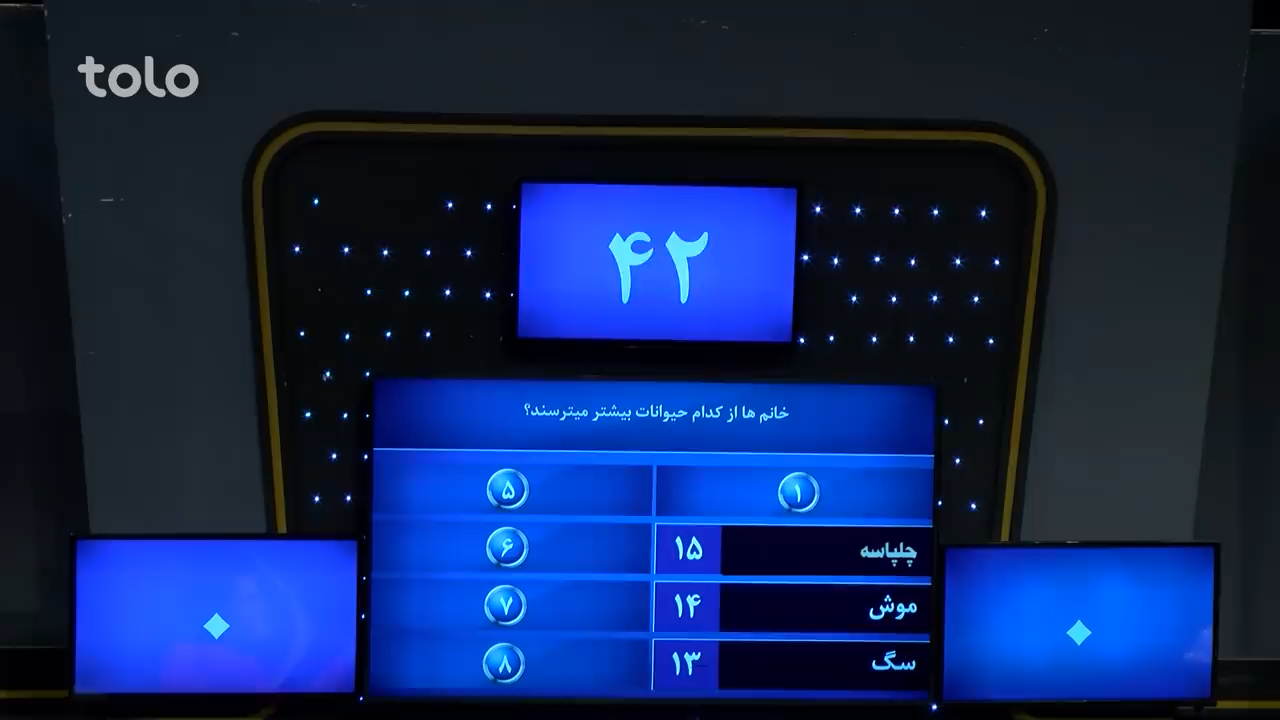 tolo
۴۲
خانم ها از کدام حیوانات بیشتر میترسند؟
۱
چلپاسه ۱۵
موش ۱۴
سگ ۱۳
۵
۶
۷
۸